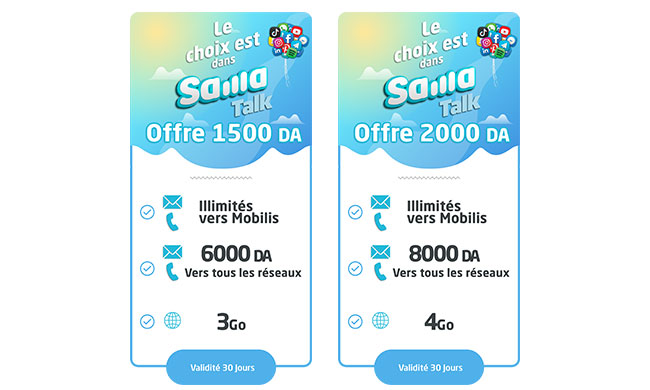 Le
choix est
dans
Sama
Talk
Offre 1500 DA
Illimités
vers Mobilis
6000 DA
Vers tous les réseaux
3Go
Validité 30 Jours
Le
choix est
dans
Sama
Talk
Offre 2000 DA
Illimités
vers Mobilis
8000 DA
Vers tous les réseaux
4Go
Validité 30 Jours